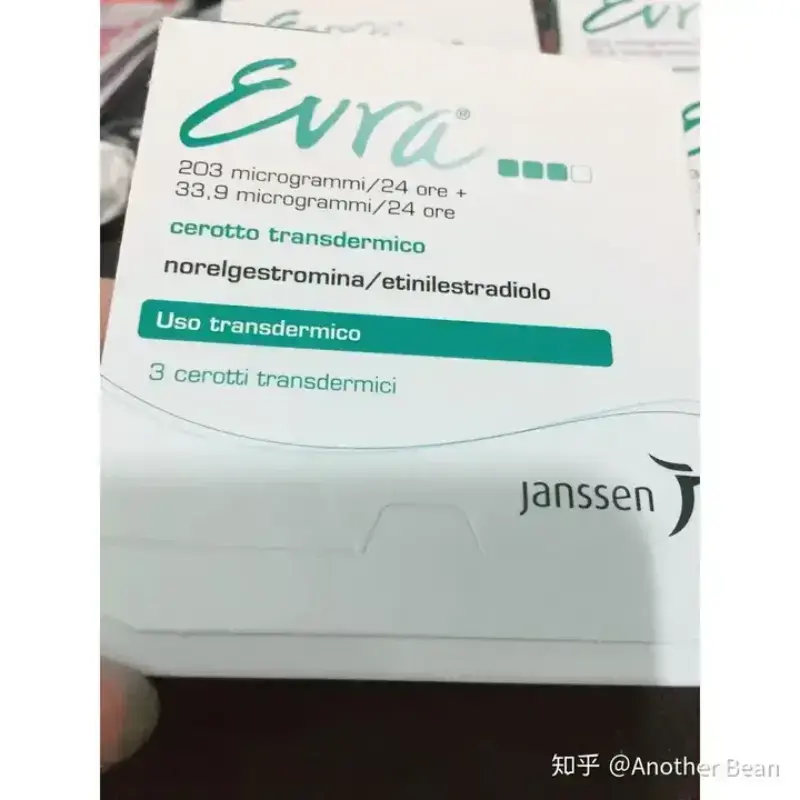 Evra®
203 microgrammi/24 ore +
33,9 microgrammi/24 ore
cerotto transdermico
norelgestromina/etinilestradiolo
Uso transdermico
3 cerotti transdermici
janssen
知乎 @Another Bean